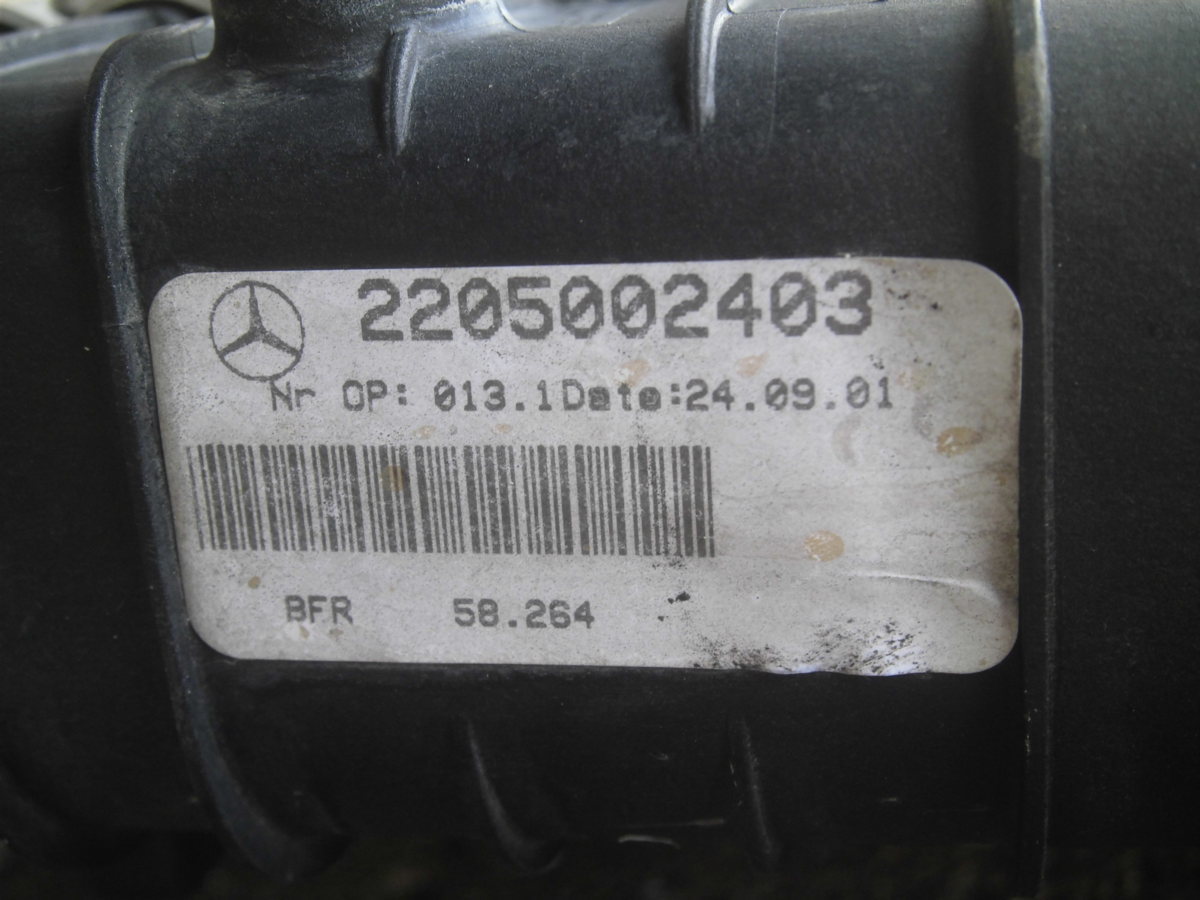 2205002403
Nr OP: 013.1Date:24.09.01
BFR 58.264